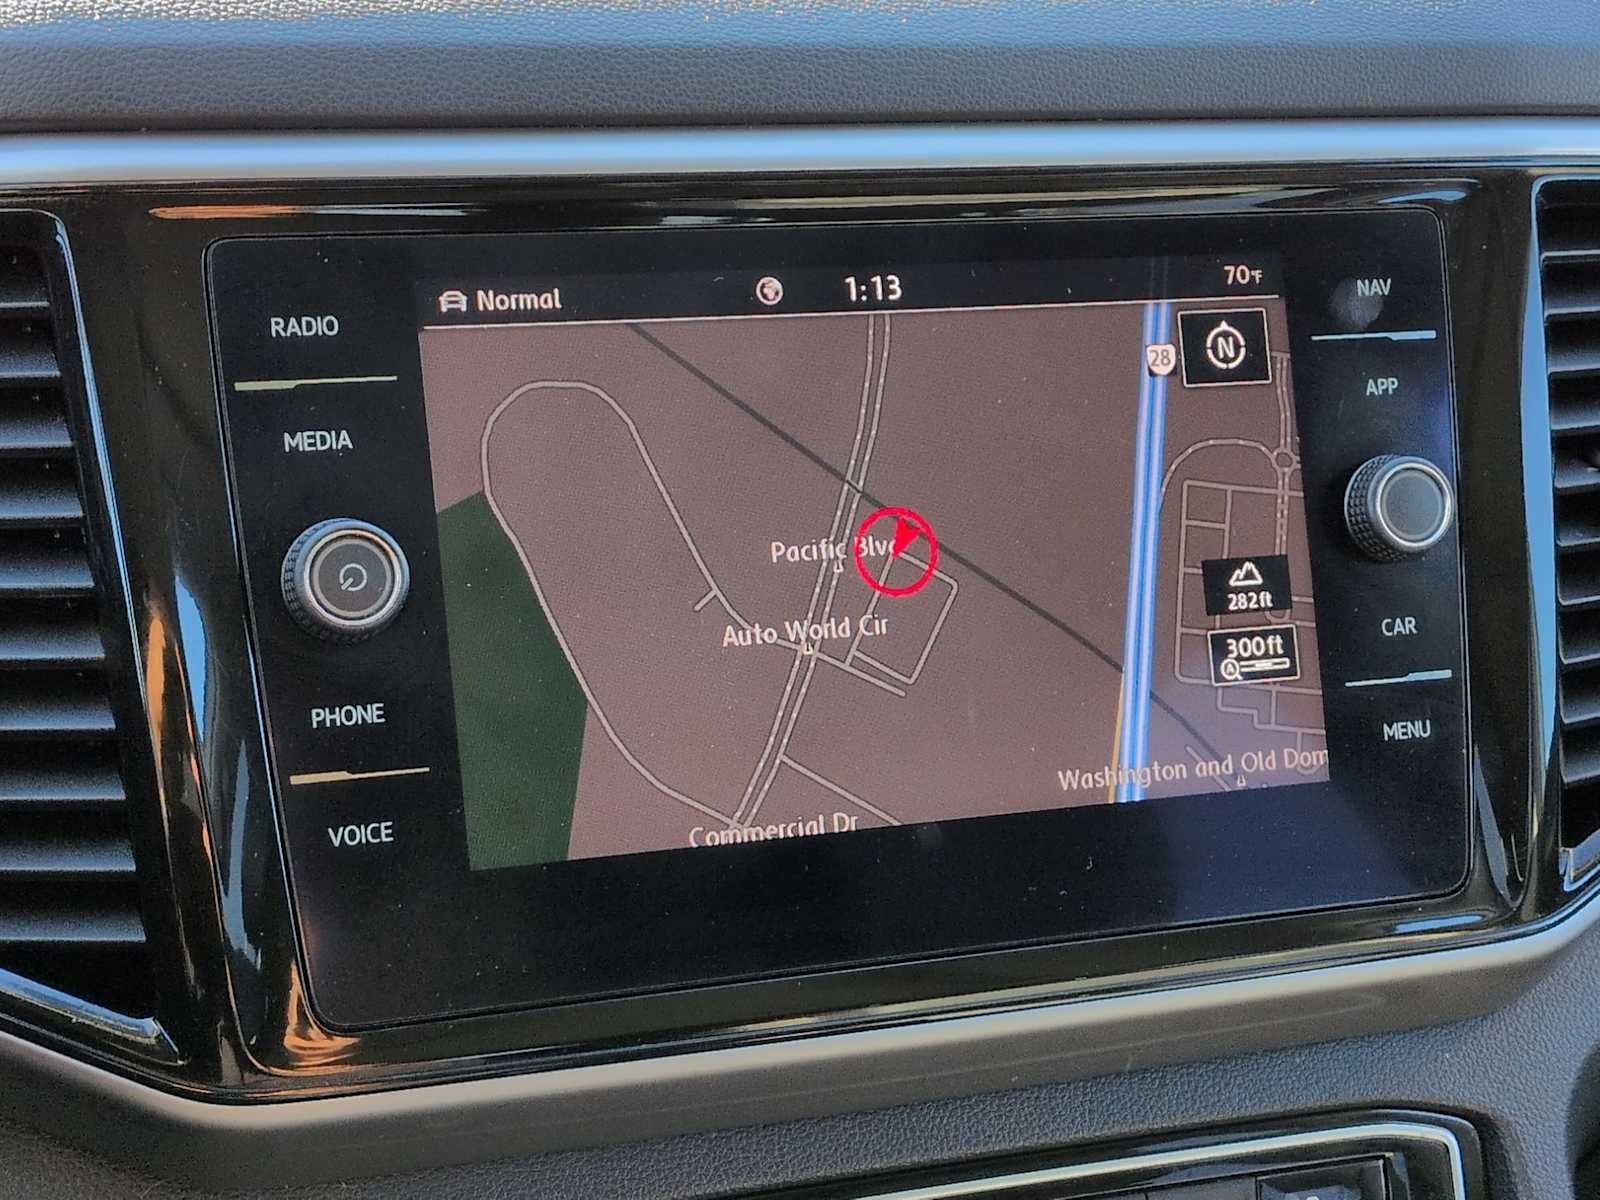 RADIO
MEDIA
PHONE
VOICE
Normal
1:13
70°F
28
N
Pacific Blvd
Auto World Cir
282ft
300ft
A
Washington and Old Dom
Commercial Dr
NAV
APP
CAR
MENU